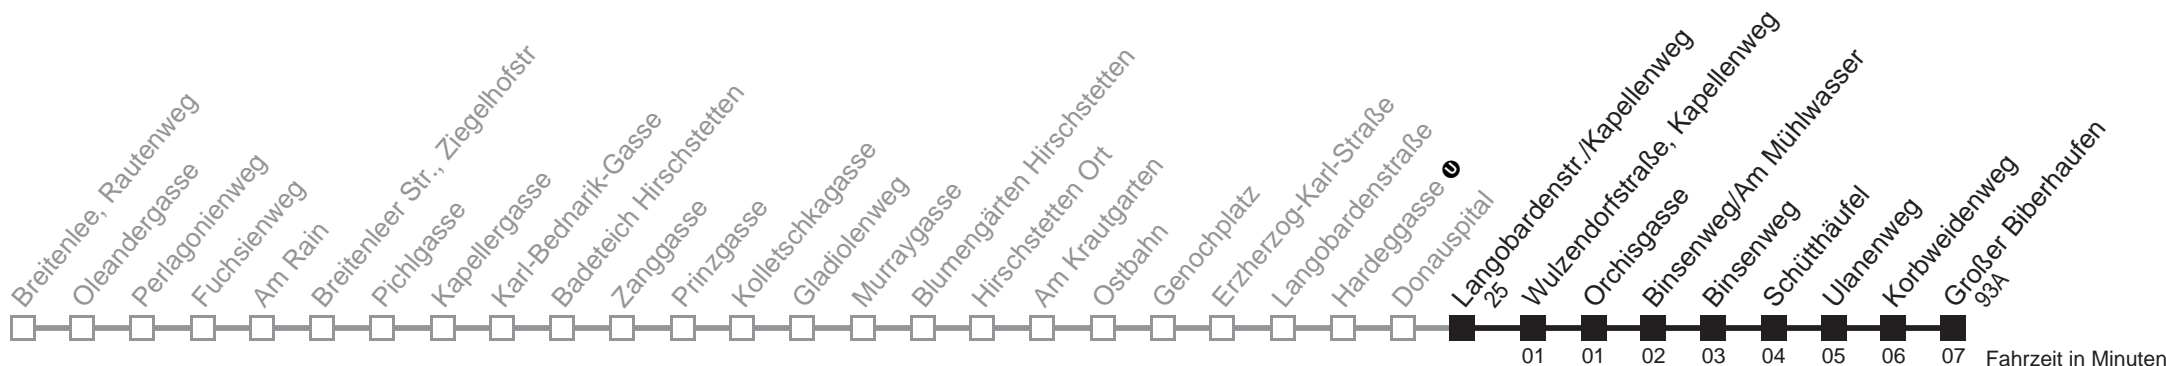 Breitenlee, Rautenweg
Oleandergasse
Perlagonienweg
Fuchsienweg
Am Rain
Breitenleer Str., Ziegelhofstr
Pichlgasse
Kapellergasse
Karl-Bednarik-Gasse
Badeteich Hirschstetten
Zanggasse
Prinzgasse
Kolletschkagasse
Gladiolenweg
Murraygasse
Blumengärten Hirschstetten
Hirschstetten Ort
Am Krautgarten
Ostbahn
Genochplatz
Erzherzog-Karl-Straße
Langobardenstraße
Hardeggasse U
Donauspital
Langobardenstr./Kapellenweg
25
Wulzendorfstraße, Kapellenweg
Orchisgasse
Binsenweg/Am Mühlwasser
Binsenweg
Schütthäufel
Ulanenweg
Korbweidenweg
Großer Biberhaufen
93A
01 01 02 03 04 05 06 07 Fahrzeit in Minuten